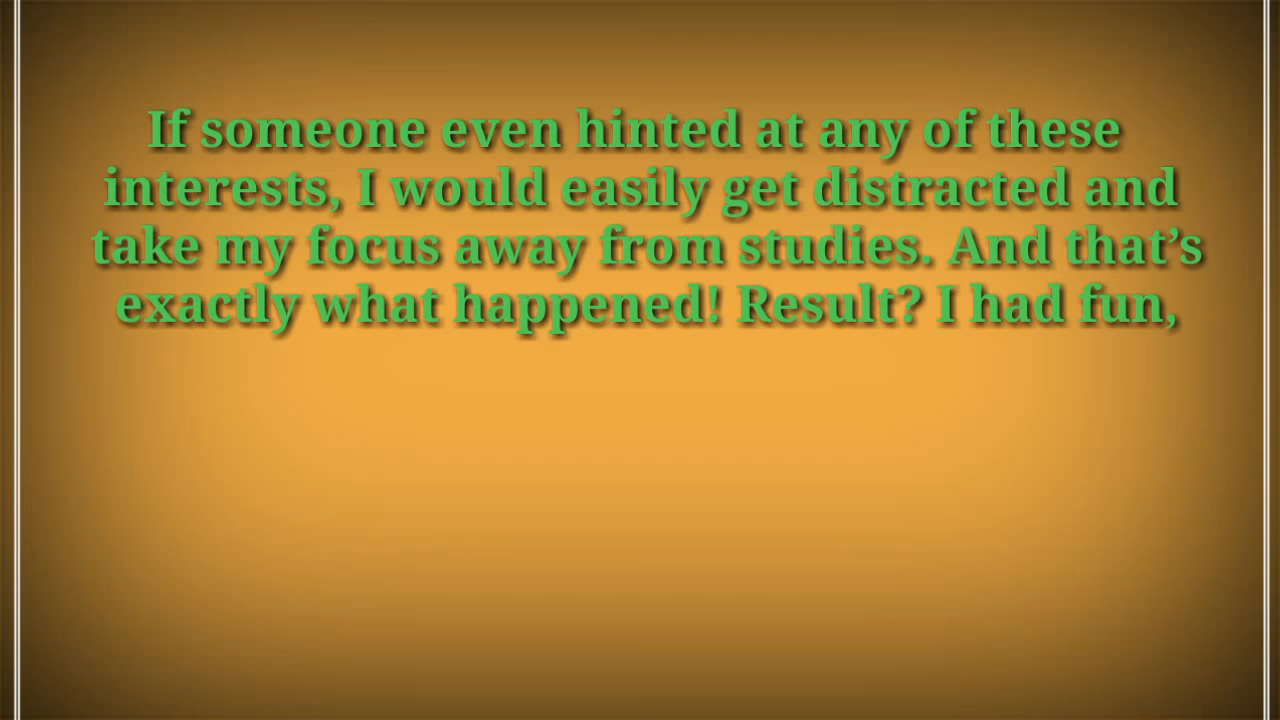 If someone even hinted at any of these
interests, I would easily get distracted and
take my focus away from studies. And that’s
exactly what happened! Result? I had fun,